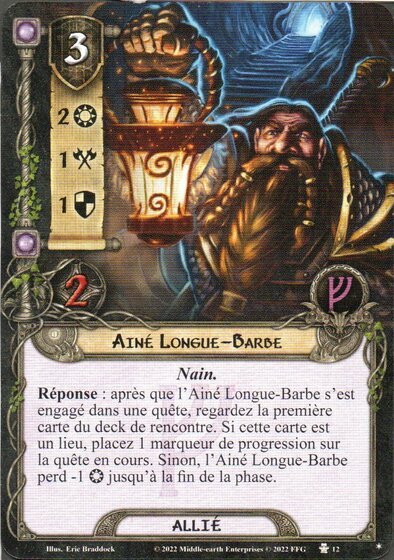 3
2
1
1
2
Ainé Longue-Barbe
Nain.
Réponse : après que l'Ainé Longue-Barbe s'est
engagé dans une quête, regardez la première
carte du deck de rencontre. Si cette carte est
un lieu, placez 1 marqueur de progression sur
la quête en cours. Sinon, l'Ainé Longue-Barbe
perd -1 jusqu'à la fin de la phase.
Allié
Illus. Eric Braddock © 2022 Middle-earth Enterprises © 2022 FFG 12